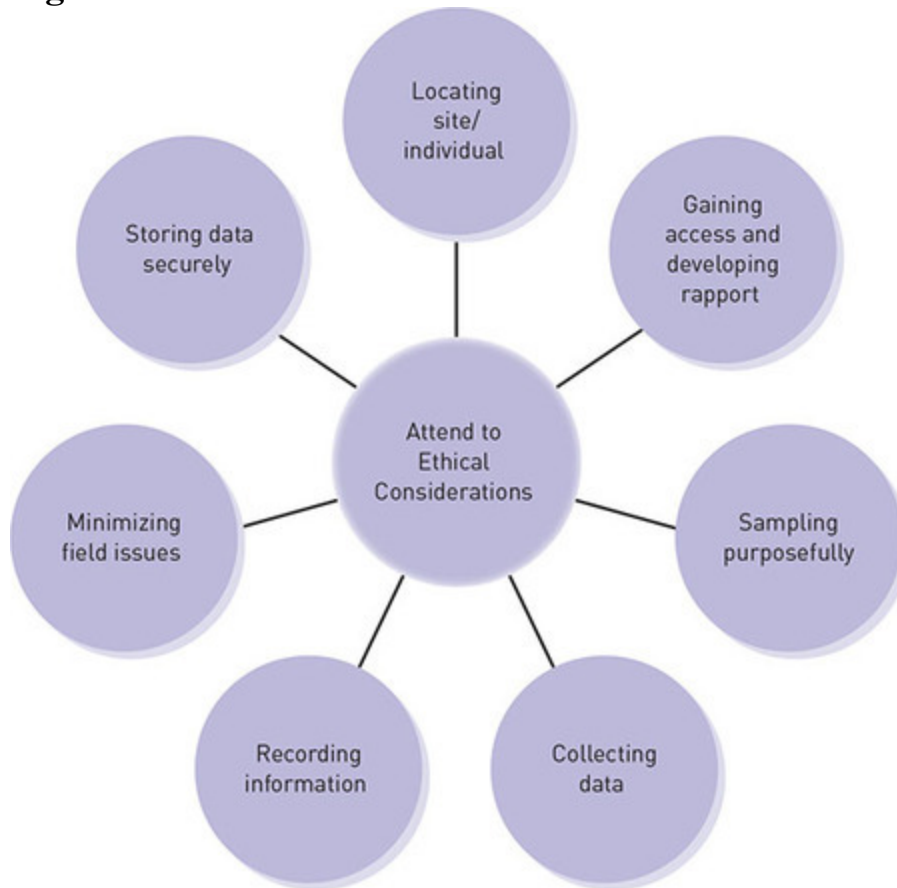 Locating
site/
individual
Gaining
access and
developing
rapport
Sampling
purposefully
Collecting
data
Recording
information
Minimizing
field issues
Storing data
securely
Attend to
Ethical
Considerations